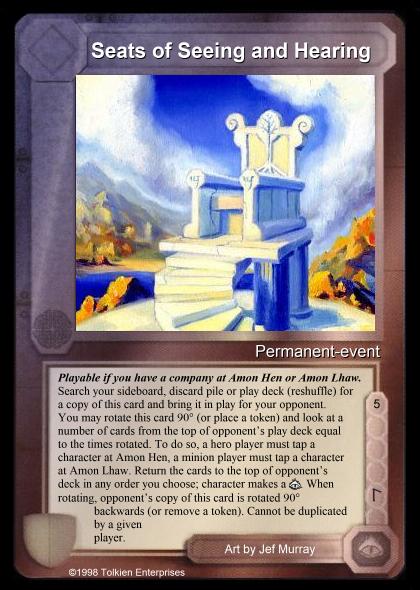 Seats of Seeing and Hearing
Permanent-event
Playable if you have a company at Amon Hen or Amon Lhaw.
Search your sideboard, discard pile or play deck (reshuffle) for
a copy of this card and bring it in play for your opponent.
You may rotate this card 90° (or place a token) and look at a
number of cards from the top of opponent's play deck equal
to the times rotated. To do so, a hero player must tap a
character at Amon Hen, a minion player must tap a character
at Amon Lhaw. Return the cards to the top of opponent's
deck in any order you choose; character makes a . When
rotating, opponent's copy of this card is rotated 90°
backwards (or remove a token). Cannot be duplicated
by a given
player.
5
Art by Jef Murray
©1998 Tolkien Enterprises